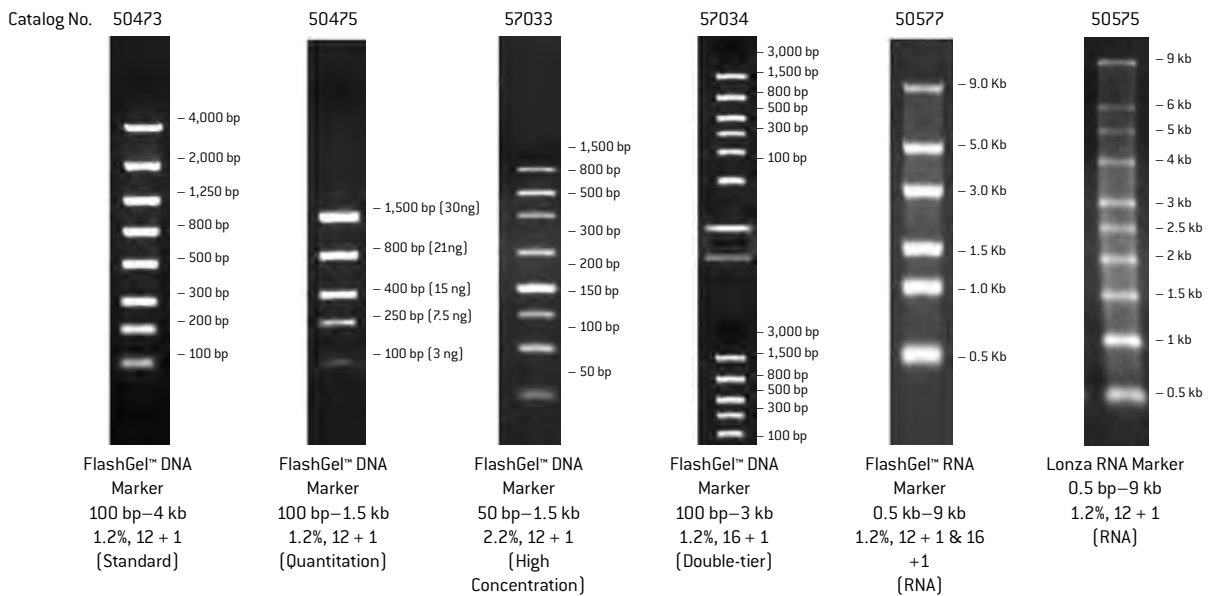 Catalog No. 50473 50475 57033 57034 50577 50575
– 4,000 bp
– 2,000 bp
– 1,250 bp
– 800 bp
– 500 bp
– 300 bp
– 200 bp
– 100 bp
– 1,500 bp (30ng)
– 800 bp (21ng)
– 400 bp (15 ng)
– 250 bp (7.5 ng)
– 100 bp (3 ng)
– 1,500 bp
– 800 bp
– 500 bp
– 300 bp
– 200 bp
– 150 bp
– 100 bp
– 50 bp
– 3,000 bp
– 1,500 bp
– 800 bp
– 500 bp
– 300 bp
– 100 bp
– 3,000 bp
– 1,500 bp
– 800 bp
– 500 bp
– 300 bp
– 100 bp
– 9.0 Kb
– 5.0 Kb
– 3.0 Kb
– 1.5 Kb
– 1.0 Kb
– 0.5 Kb
– 9 kb
– 6 kb
– 5 kb
– 4 kb
– 3 kb
– 2.5 kb
– 2 kb
– 1.5 kb
– 1 kb
– 0.5 kb
FlashGel™ DNA
Marker
100 bp–4 kb
1.2%, 12 + 1
(Standard)
FlashGel™ DNA
Marker
100 bp–1.5 kb
1.2%, 12 + 1
(Quantitation)
FlashGel™ DNA
Marker
50 bp–1.5 kb
2.2%, 12 + 1
(High
Concentration)
FlashGel™ DNA
Marker
100 bp–3 kb
1.2%, 16 + 1
(Double-tier)
FlashGel™ RNA
Marker
0.5 kb–9 kb
1.2%, 12 + 1 & 16
+1
(RNA)
Lonza RNA Marker
0.5 bp–9 kb
1.2%, 12 + 1
(RNA)